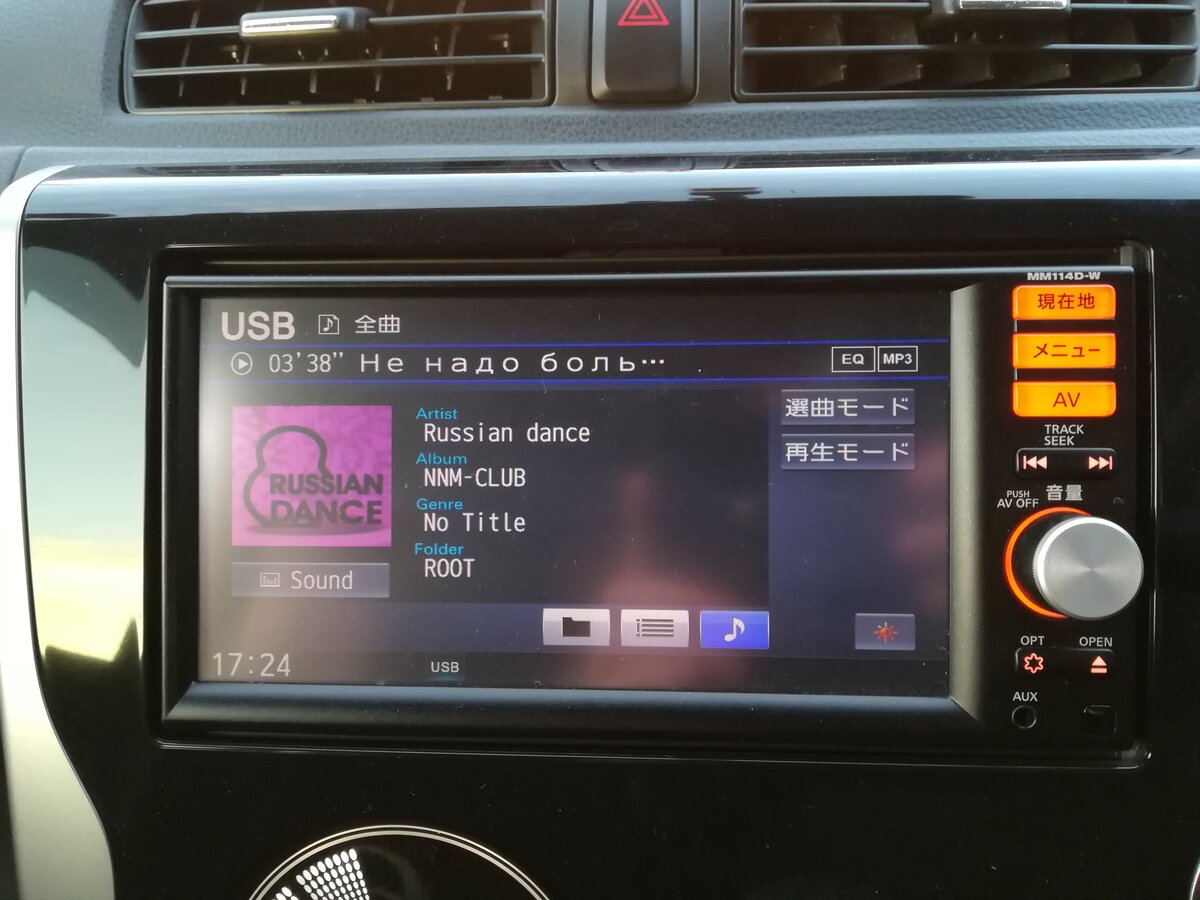 MM114D-W
現在地
メニュー
AV
TRACK
SEEK
PUSH
AV OFF
音量
OPT
OPEN
AUX
USB 全曲
03'38” Не надо боль… EQ MP3
RUSSIAN
DANCE
Artist
Russian dance
Album
NNM-CLUB
Genre
No Title
Folder
ROOT
選曲モード
再生モード
Sound
17:24
USB